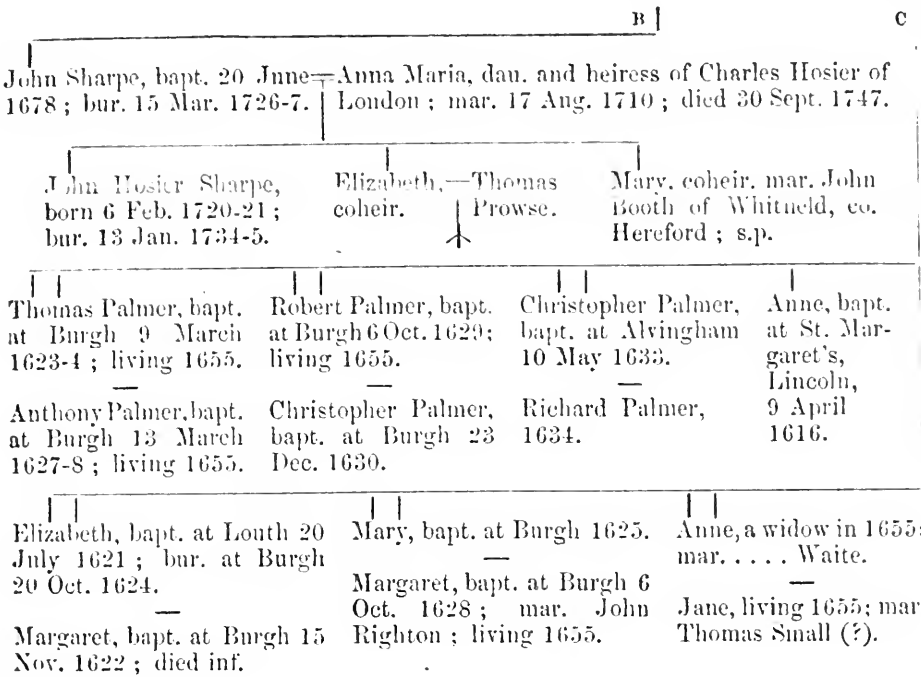 B C
John Sharpe, bapt. 20 June=Anna Maria, dau. and heiress of Charles Hosier of
1678 ; bur. 15 Mar. 1726-7. London ; mar. 17 Aug. 1710 ; died 30 Sept. 1747.
John Hosier Sharpe,
born 6 Feb. 1720-21 ;
bur. 13 Jan. 1734-5.
Elizabeth,—Thomas
coheir. Prowse.
Mary, coheir, mar. John
Booth of Whitfield, co.
Hereford ; s.p.
Thomas Palmer, bapt.
at Burgh 9 March
1623-4 ; living 1655.
—
Anthony Palmer, bapt.
at Burgh 13 March
1627-8 ; living 1655.
Robert Palmer, bapt.
at Burgh 6 Oct. 1629;
living 1655.
—
Christopher Palmer,
bapt. at Burgh 23
Dec. 1630.
Christopher Palmer,
bapt. at Alvingham
10 May 1633.
—
Richard Palmer,
1634.
Anne, bapt.
at St. Mar-
garet's,
Lincoln,
9 April
1616.
Elizabeth, bapt. at Louth 20
July 1621 ; bur. at Burgh
20 Oct. 1624.
—
Margaret, bapt. at Burgh 15
Nov. 1622 ; died inf.
Mary, bapt. at Burgh 1625.
—
Margaret, bapt. at Burgh 6
Oct. 1628 ; mar. John
Righton ; living 1655.
Anne, a widow in 1655;
mar. . . . . . Waite.
—
Jane, living 1655; mar
Thomas Small (?).